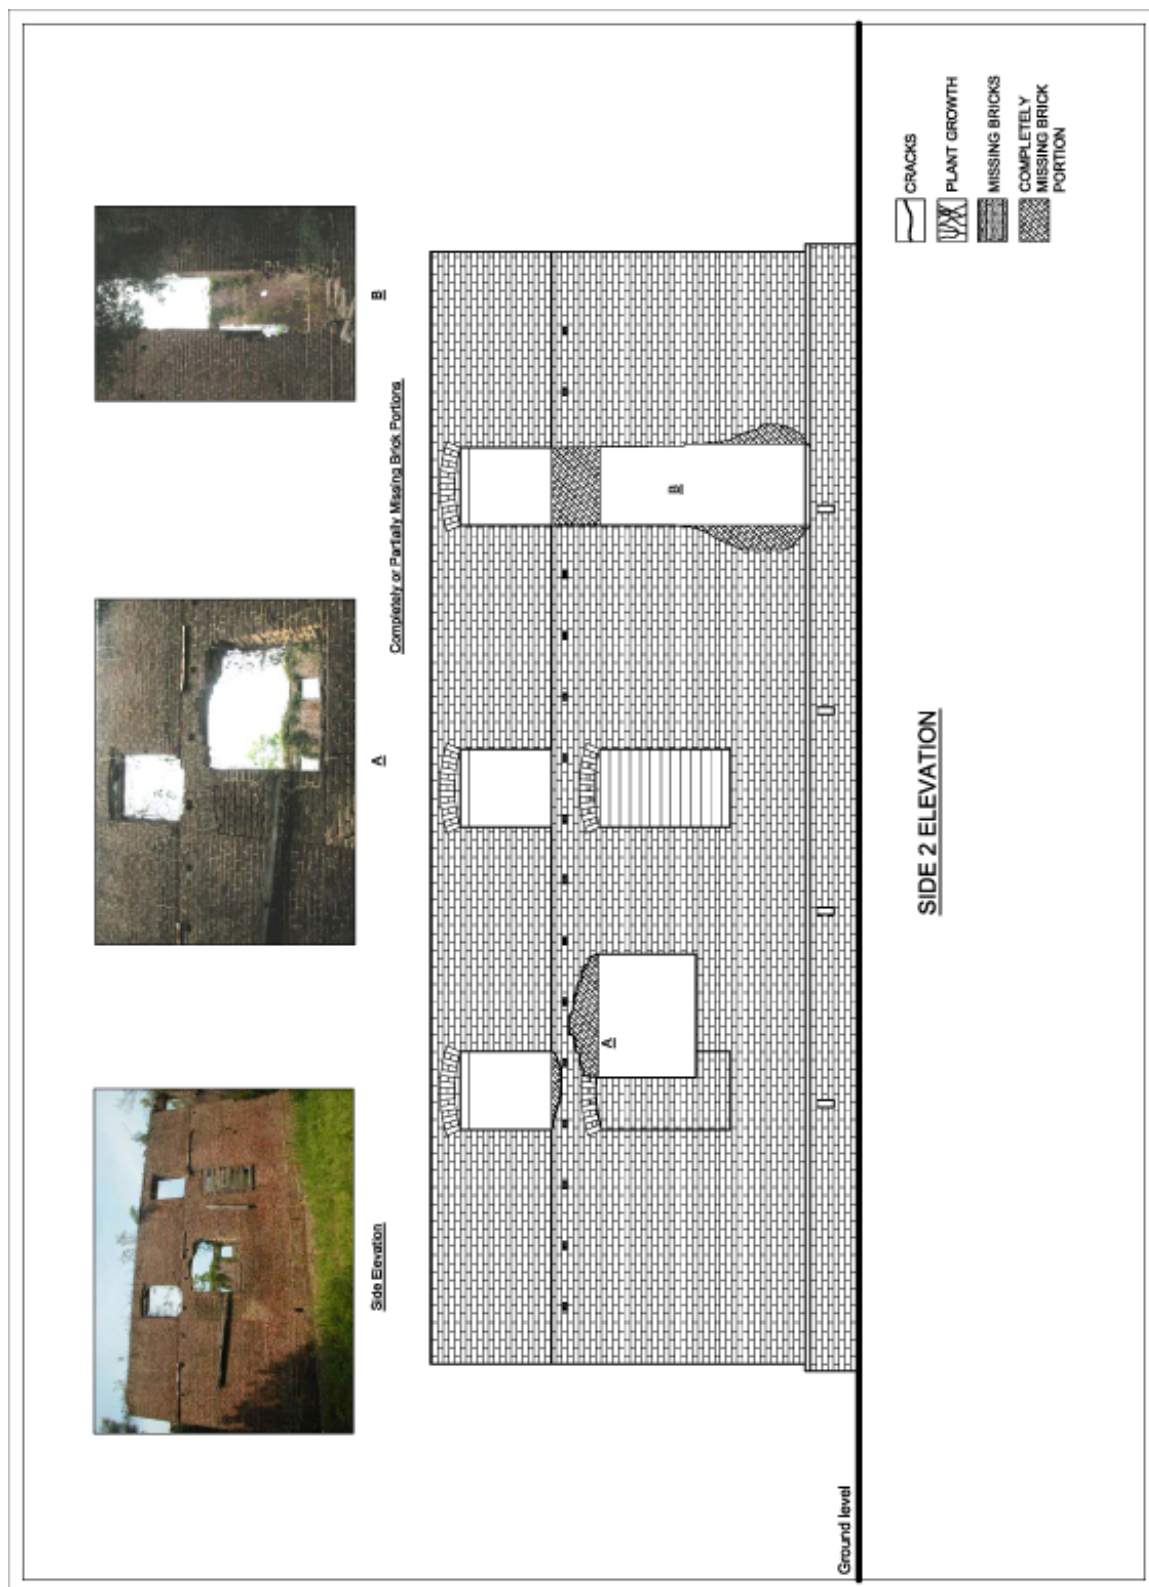 Side Elevation
A
B
Completely or Partially Missing Brick Portions
A
B
Ground level
SIDE 2 ELEVATION
CRACKS
PLANT GROWTH
MISSING BRICKS
COMPLETELY
MISSING BRICK
PORTION